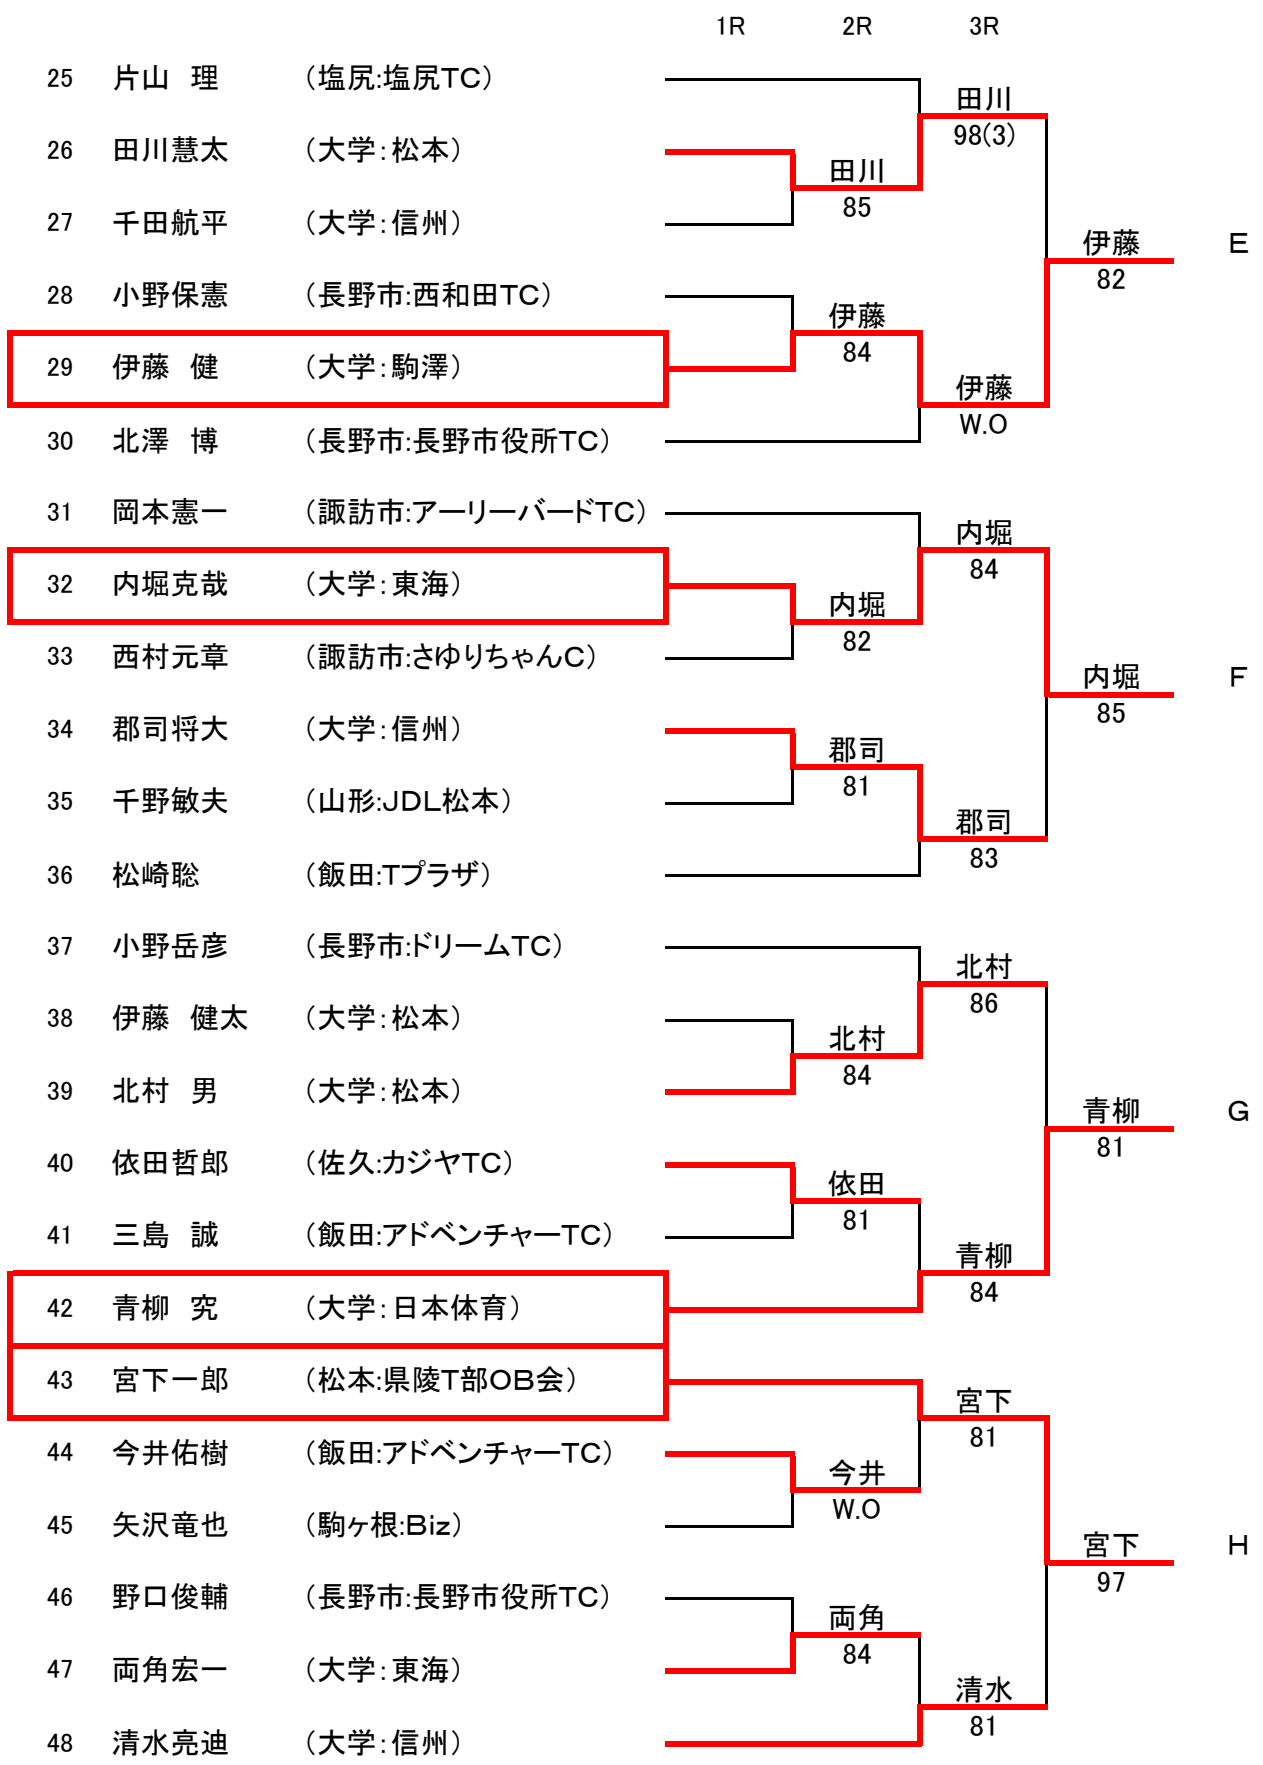 1R 2R 3R
25 片山 理 (塩尻:塩尻TC)
田川
98(3)
26 田川慧太 (大学:松本)
田川
85
27 千田航平 (大学:信州)
伊藤 E
82
28 小野保憲 (長野市:西和田TC)
伊藤
84
29 伊藤 健 (大学:駒澤)
伊藤
W.O
30 北澤 博 (長野市:長野市役所TC)
31 岡本憲一 (諏訪市:アーリーバードTC)
内堀
84
32 内堀克哉 (大学:東海)
内堀
82
33 西村元章 (諏訪市:さゆりちゃんC)
内堀 F
85
34 郡司将大 (大学:信州)
郡司
81
35 千野敏夫 (山形:JDL松本)
郡司
83
36 松崎聡 (飯田:Tプラザ)
37 小野岳彦 (長野市:ドリームTC)
北村
86
38 伊藤 健太 (大学:松本)
北村
84
39 北村 男 (大学:松本)
青柳 G
81
40 依田哲郎 (佐久:カジヤTC)
依田
81
41 三島 誠 (飯田:アドベンチャーTC)
青柳
84
42 青柳 究 (大学:日本体育)
43 宮下一郎 (松本:県陵T部OB会)
宮下
81
44 今井佑樹 (飯田:アドベンチャーTC)
今井
W.O
45 矢沢竜也 (駒ヶ根:Biz)
宮下 H
97
46 野口俊輔 (長野市:長野市役所TC)
両角
84
47 両角宏一 (大学:東海)
清水
81
48 清水亮迪 (大学:信州)